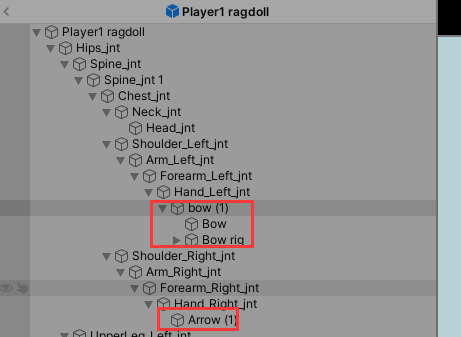 Player1 ragdoll
Player1 ragdoll
Hips_jnt
Spine_jnt
Spine_jnt 1
Chest_jnt
Neck_jnt
Head_jnt
Shoulder_Left_jnt
Arm_Left_jnt
Forearm_Left_jnt
Hand_Left_jnt
bow (1)
Bow
Bow rig
Shoulder_Right_jnt
Arm_Right_jnt
Forearm_Right_jnt
Hand_Right_jnt
Arrow (1)
UpperLeg_Left_jnt